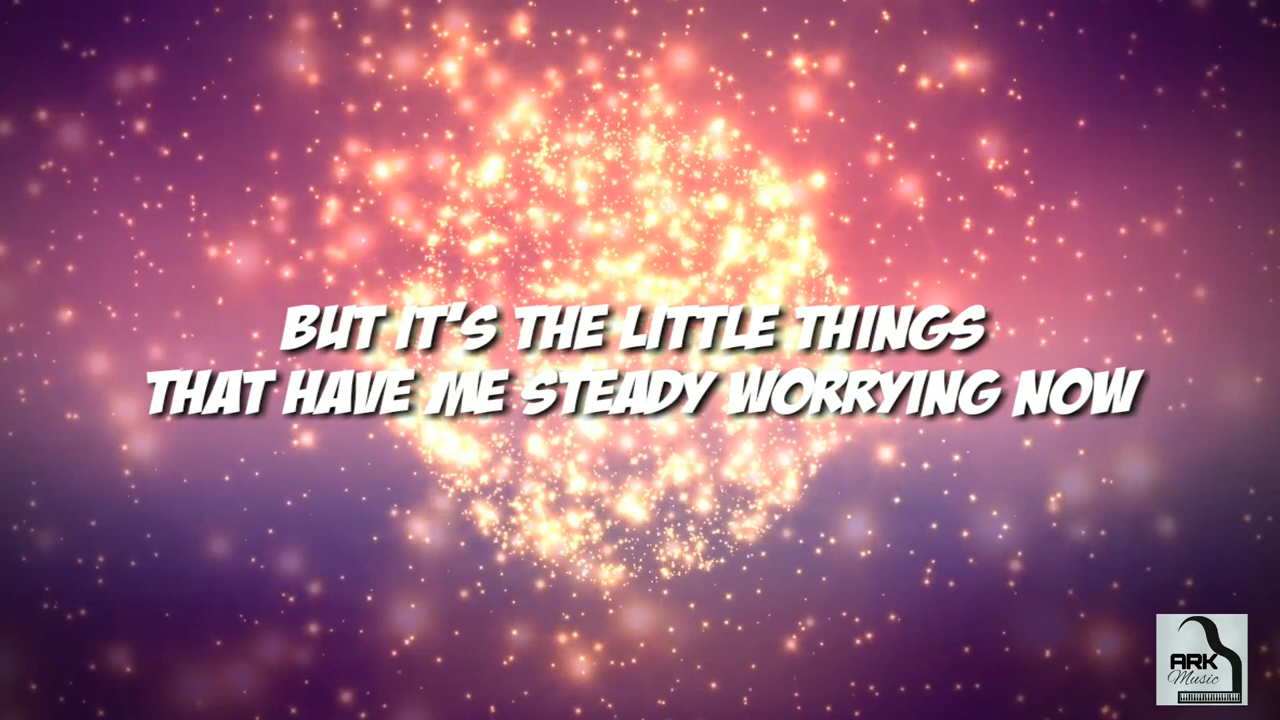 BUT IT'S THE LITTLE THINGS
THAT HAVE ME STEADY WORRYING NOW
ARK
Music